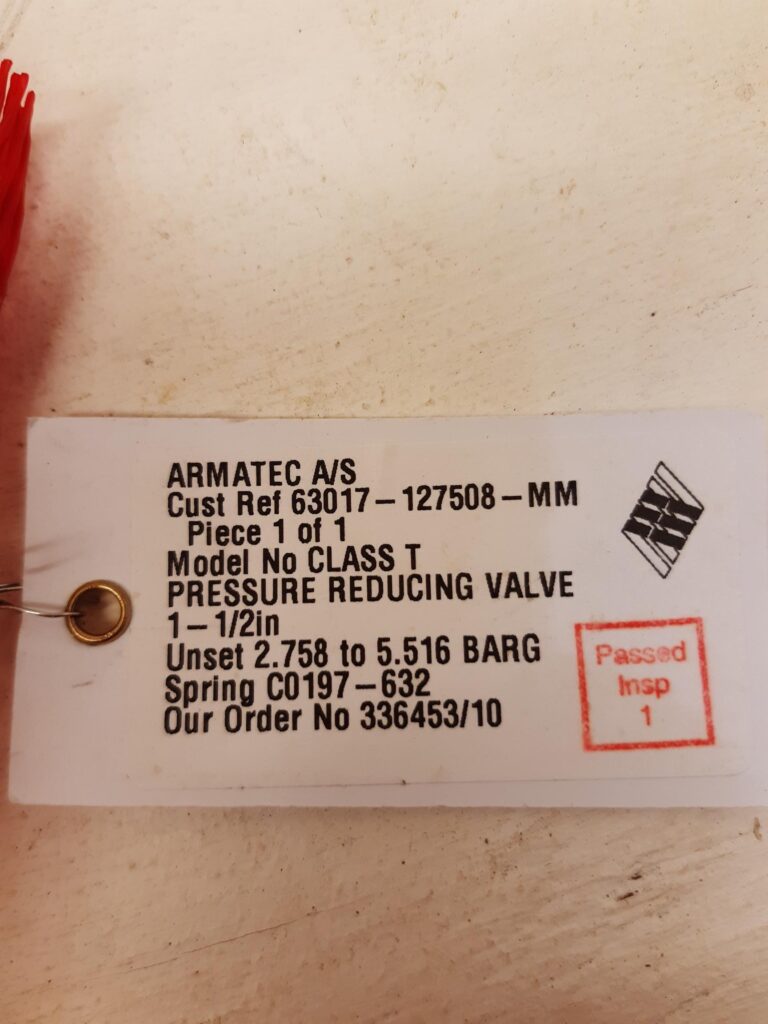 ARMATEC A/S
Cust Ref 63017-127508-MM
Piece 1 of 1
Model No CLASS T
PRESSURE REDUCING VALVE
1-1/2in
Unset 2.758 to 5.516 BARG
Spring C0197-632
Our Order No 336453/10
Passed
Insp
1